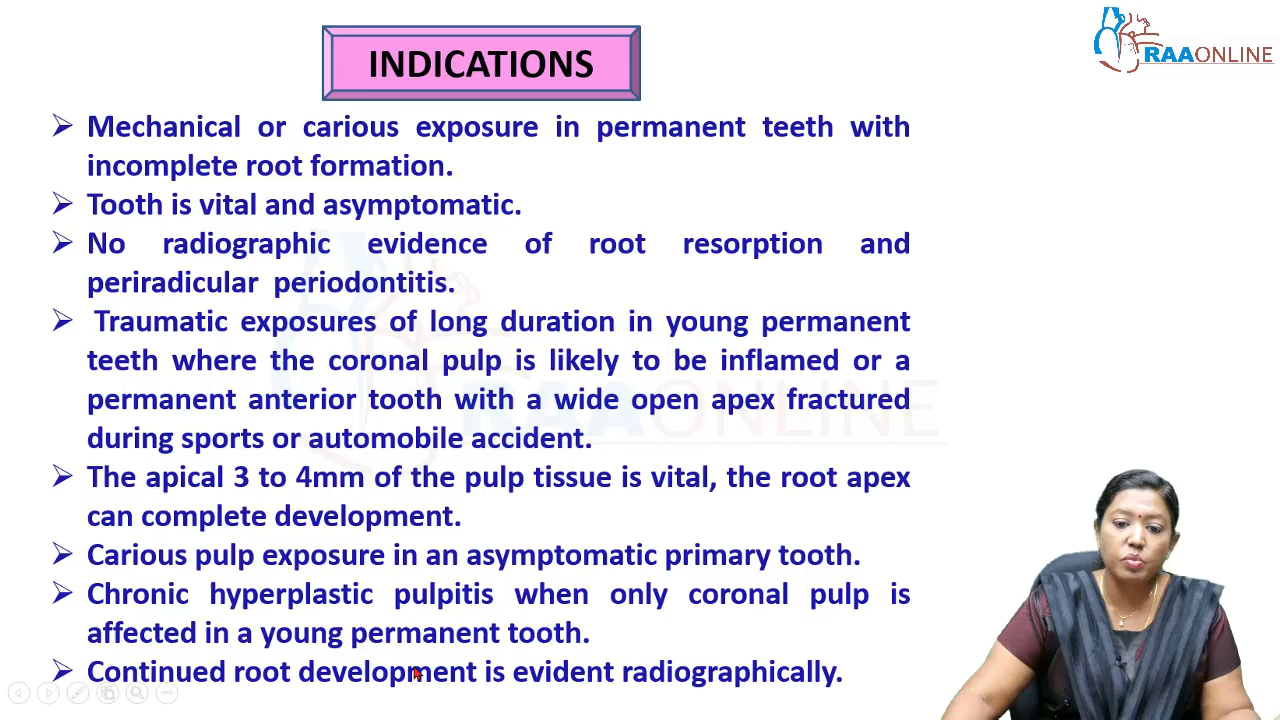 INDICATIONS
RAAONLINE
➢ Mechanical or carious exposure in permanent teeth with
incomplete root formation.
➢ Tooth is vital and asymptomatic.
➢ No radiographic evidence of root resorption and
periradicular periodontitis.
➢ Traumatic exposures of long duration in young permanent
teeth where the coronal pulp is likely to be inflamed or a
permanent anterior tooth with a wide open apex fractured
during sports or automobile accident.
➢ The apical 3 to 4mm of the pulp tissue is vital, the root apex
can complete development.
➢ Carious pulp exposure in an asymptomatic primary tooth.
➢ Chronic hyperplastic pulpitis when only coronal pulp is
affected in a young permanent tooth.
➢ Continued root development is evident radiographically.
RAAONLINE